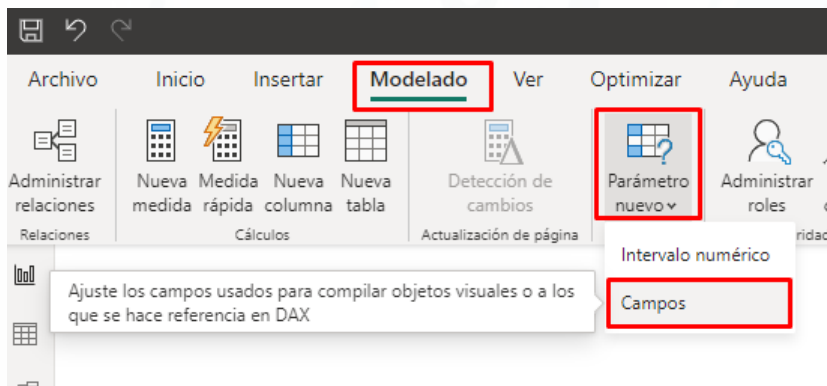 Archivo Inicio Insertar Modelado Ver Optimizar Ayuda
Administrar relaciones
Nueva medida
Medida rápida
Nueva columna
Nueva tabla
Detección de cambios
Parámetro nuevo
Administrar roles
Relaciones Cálculos Actualización de página
Intervalo numérico
Campos
Ajuste los campos usados para compilar objetos visuales o a los
que se hace referencia en DAX